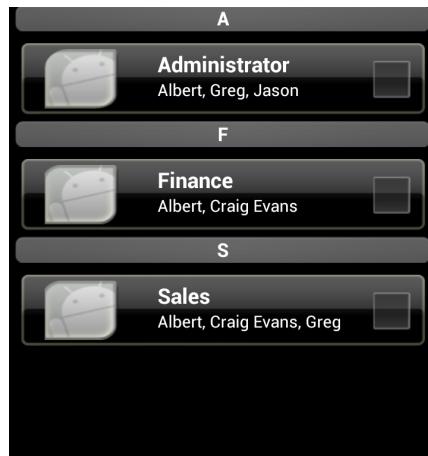 A
Administrator
Albert, Greg, Jason
F
Finance
Albert, Craig Evans
S
Sales
Albert, Craig Evans, Greg